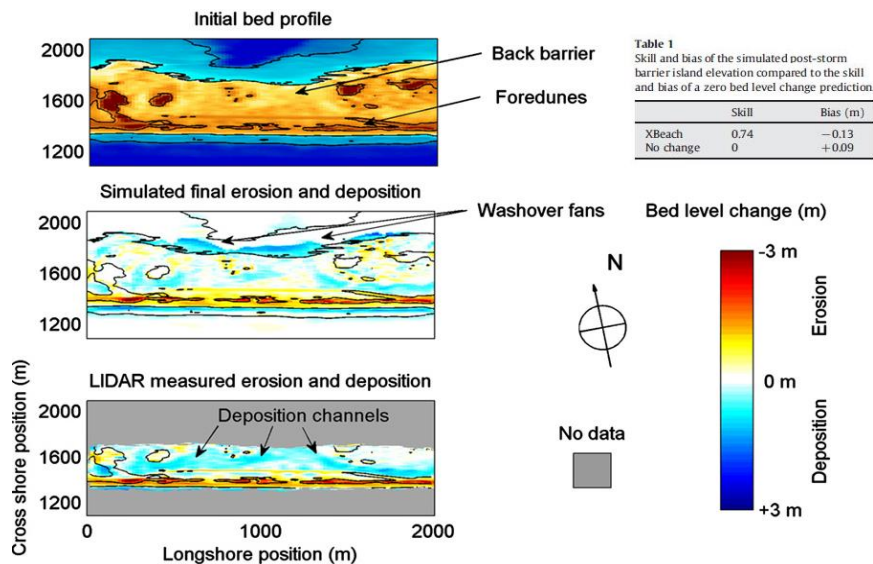 Initial bed profile
2000
1600
1200
Back barrier
Foredunes
Table 1
Skill and bias of the simulated post-storm
barrier island elevation compared to the skill
and bias of a zero bed level change prediction
Skill Bias (m)
XBeach 0.74 −0.13
No change 0 +0.09
Simulated final erosion and deposition
2000
1600
1200
Washover fans
Bed level change (m)
-3 m
Erosion
0 m
Deposition
+3 m
N
LIDAR measured erosion and deposition
Cross shore position (m)
2000
1600
1200
Deposition channels
No data
0 1000 2000
Longshore position (m)